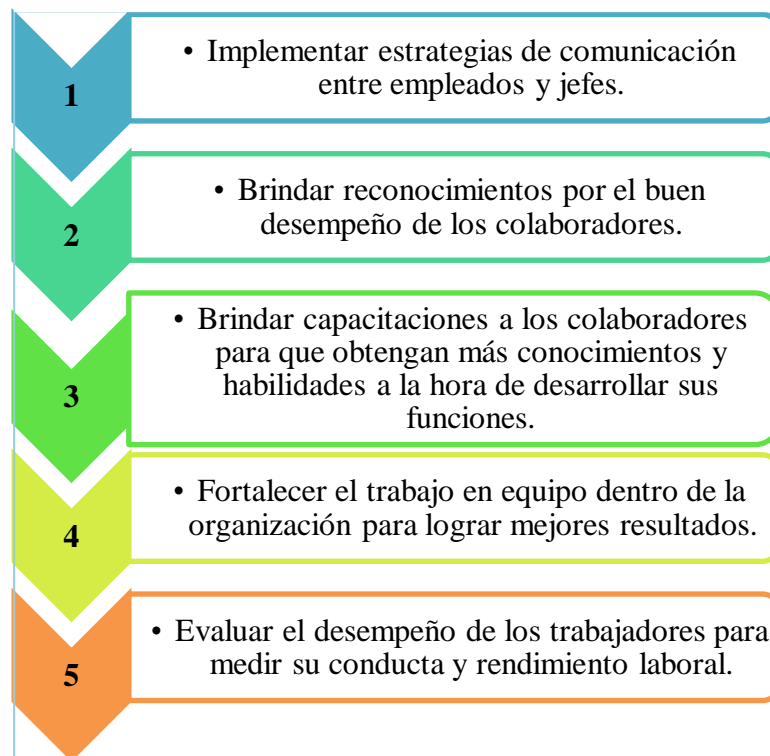 1
• Implementar estrategias de comunicación
entre empleados y jefes.
2
• Brindar reconocimientos por el buen
desempeño de los colaboradores.
3
• Brindar capacitaciones a los colaboradores
para que obtengan más conocimientos y
habilidades a la hora de desarrollar sus
funciones.
4
• Fortalecer el trabajo en equipo dentro de la
organización para lograr mejores resultados.
5
• Evaluar el desempeño de los trabajadores para
medir su conducta y rendimiento laboral.